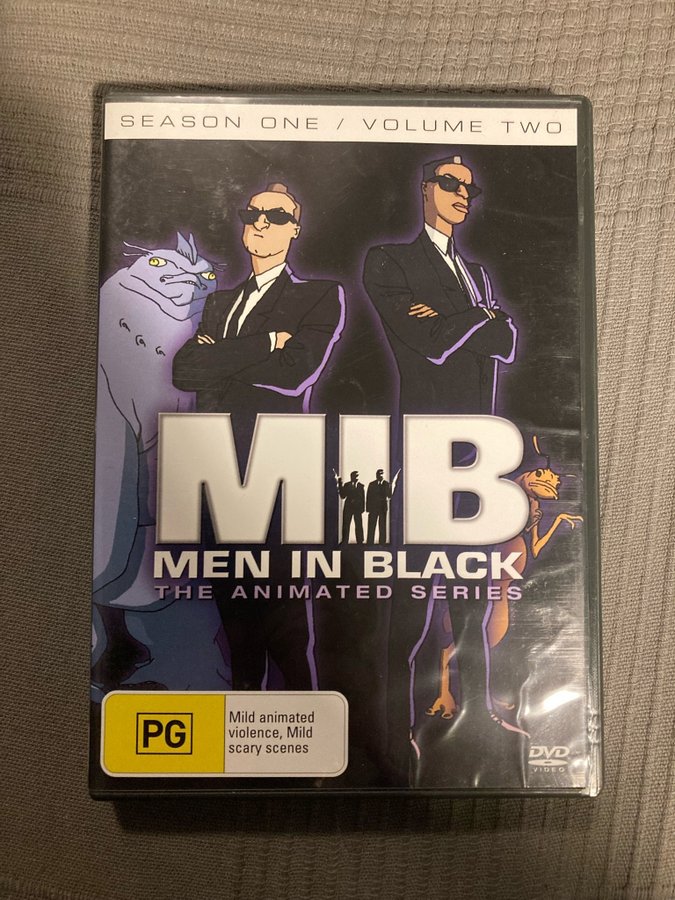 SEASON ONE / VOLUME TWO
MIB
MEN IN BLACK
THE ANIMATED SERIES
PG
Mild animated
violence, Mild
scary scenes
DVD
VIDEO